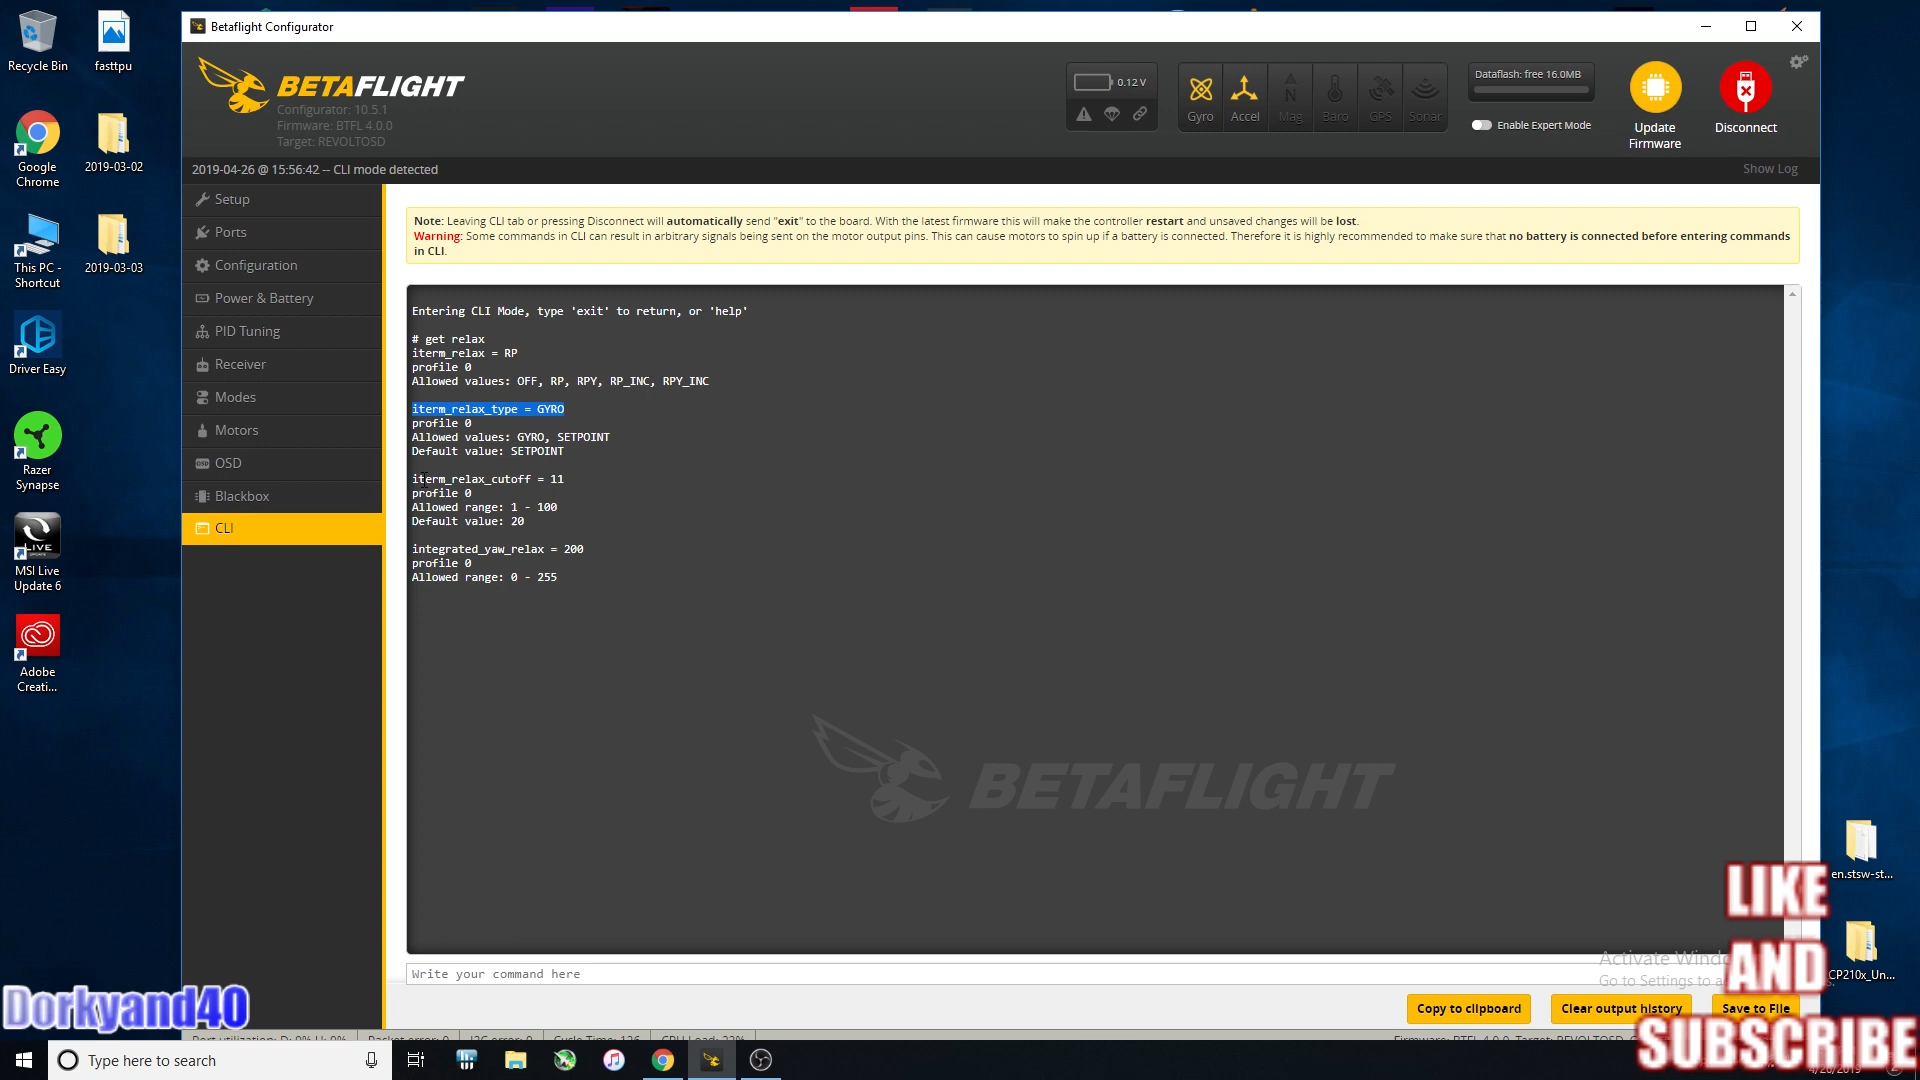 Betaflight Configurator
Recycle Bin
fasttpu
Google Chrome
2019-03-02
This PC - Shortcut
2019-03-03
Driver Easy
Razer Synapse
MSI Live Update 6
Adobe Creati...
BETAFLIGHT
Configurator: 10.5.1
Firmware: BTFL 4.0.0
Target: REVOLTOSD
0.12 V
Gyro
Accel
Mag
Baro
GPS
Sonar
Dataflash: free 16.0MB
Enable Expert Mode
Update Firmware
Disconnect
2019-04-26 @ 15:56:42 -- CLI mode detected
Show Log
Setup
Ports
Configuration
Power & Battery
PID Tuning
Receiver
Modes
Motors
OSD
Blackbox
CLI
Note: Leaving CLI tab or pressing Disconnect will automatically send "exit" to the board. With the latest firmware this will make the controller restart and unsaved changes will be lost.
Warning: Some commands in CLI can result in arbitrary signals being sent on the motor output pins. This can cause motors to spin up if a battery is connected. Therefore it is highly recommended to make sure that no battery is connected before entering commands
in CLI.
Entering CLI Mode, type 'exit' to return, or 'help'
# get relax
iterm_relax = RP
profile 0
Allowed values: OFF, RP, RPY, RP_INC, RPY_INC
iterm_relax_type = GYRO
profile 0
Allowed values: GYRO, SETPOINT
Default value: SETPOINT
iterm_relax_cutoff = 11
profile 0
Allowed range: 1 - 100
Default value: 20
integrated_yaw_relax = 200
profile 0
Allowed range: 0 - 255
BETAFLIGHT
Write your command here
Activate Windo
Go to Settings to a
Copy to clipboard
Clear output history
Save to File
en.stsw-st...
CP210x_Un...
LIKE
AND
SUBSCRIBE
Dorkyand40
Type here to search